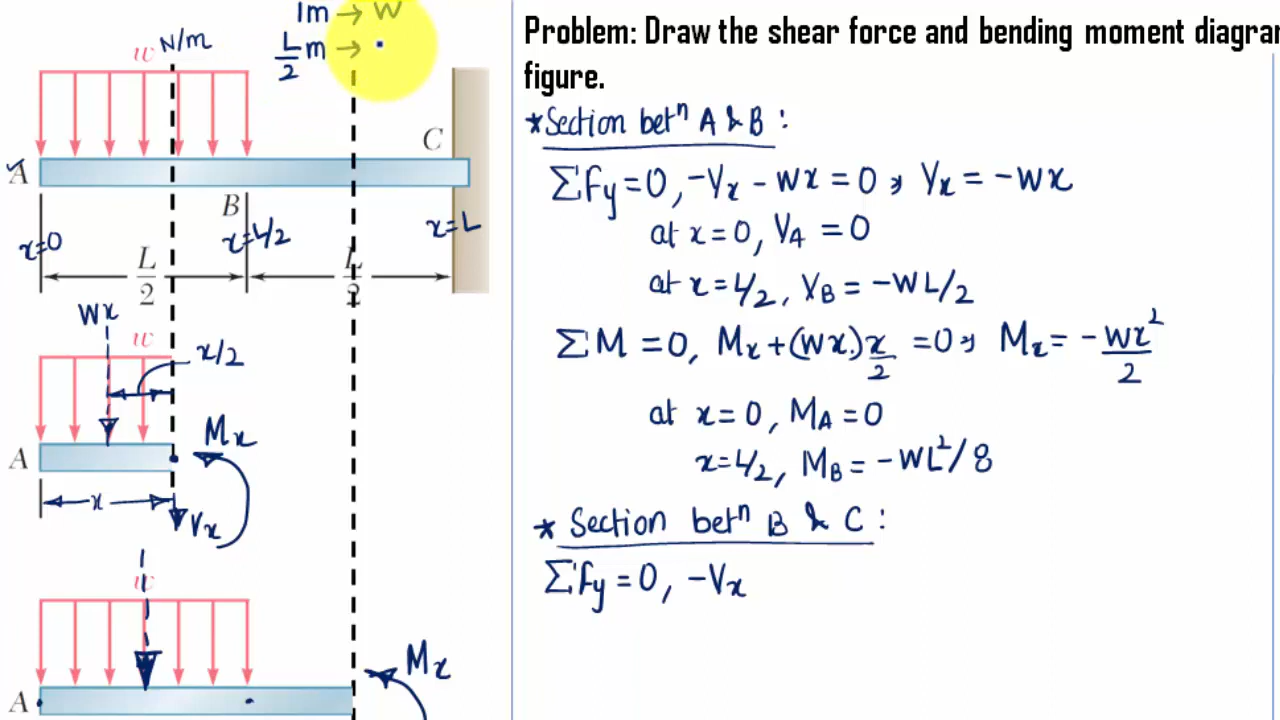 1m → W
L/2 m →
w N/m
A
B
C
x=0
x=L/2
x=L
L/2
L/2
Wx
w
x/2
Mx
A
x
Vx
w
Mx
A
Problem: Draw the shear force and bending moment diagra
figure.
*Section betⁿ A & B :
ΣFy=0, -Vx - Wx = 0 ⇒ Vx = -Wx
at x=0, VA = 0
at x=L/2, VB = -WL/2
ΣM = 0, Mx+(Wx)x/2 =0 ⇒ Mx = -Wx²/2
at x=0, MA=0
x=L/2, MB= -WL²/8
* Section betⁿ B & C :
ΣFy=0, -Vx